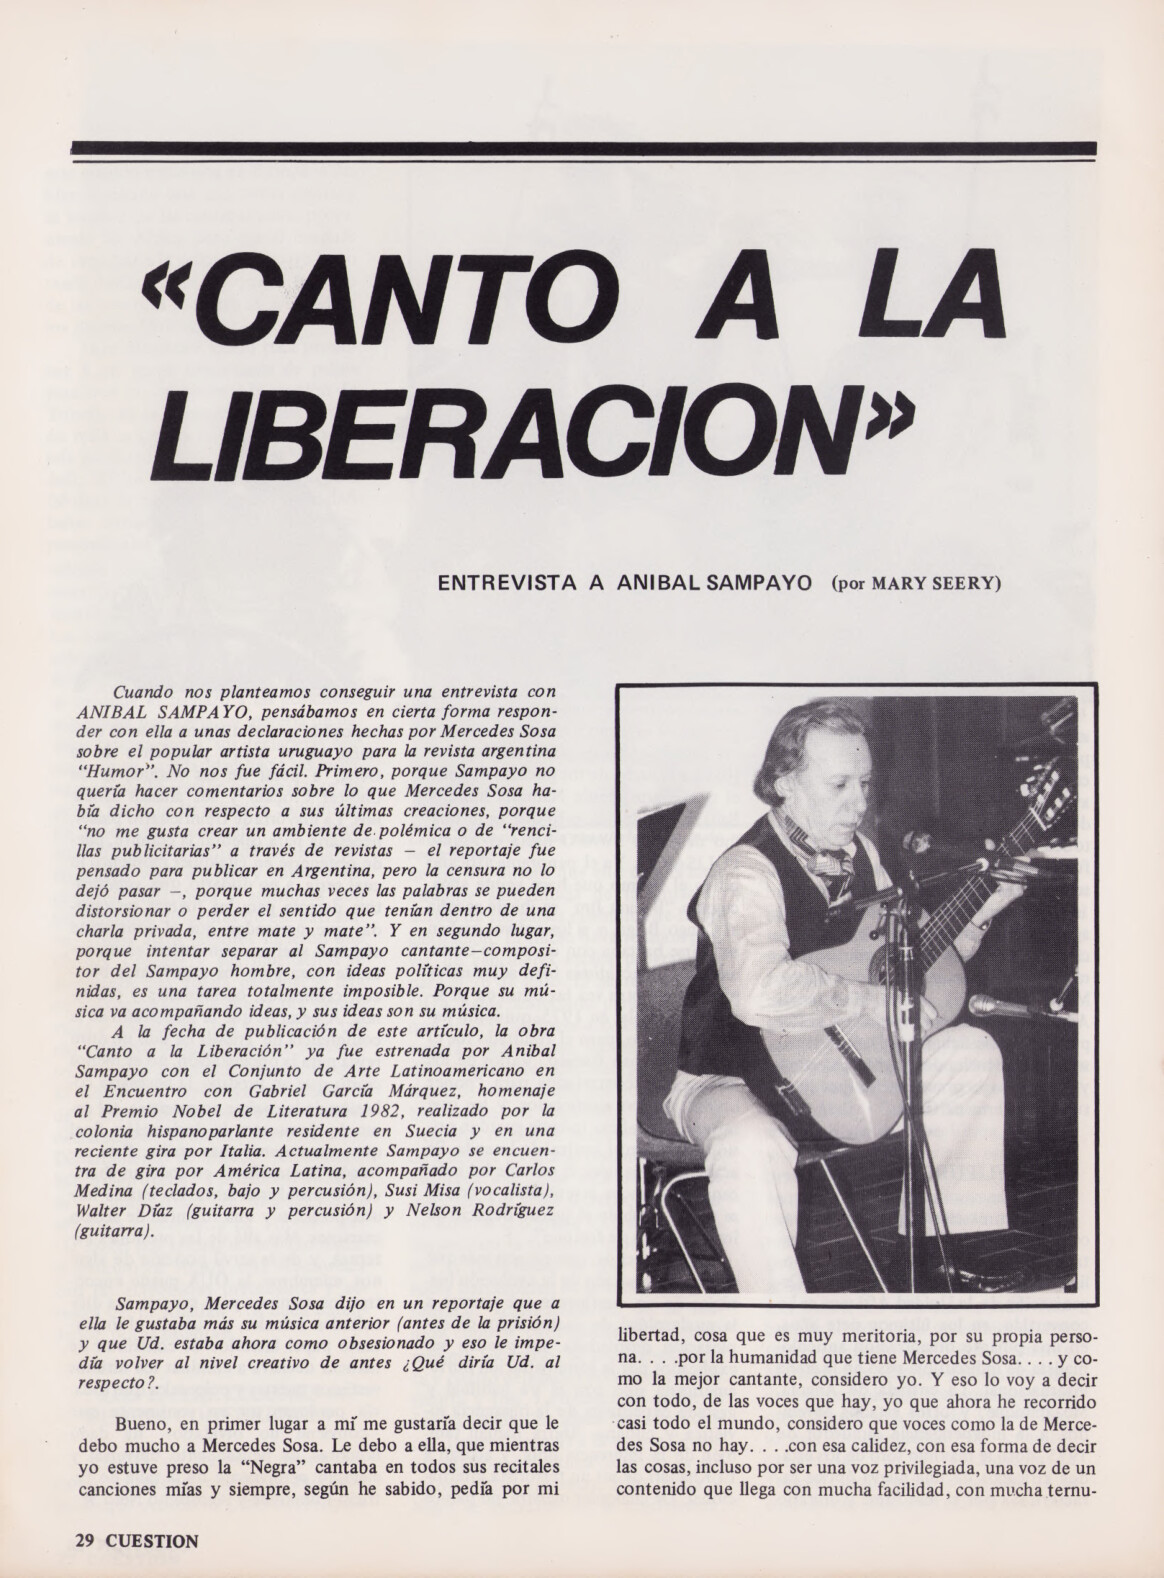 «CANTO A LA
LIBERACION»
ENTREVISTA A ANIBAL SAMPAYO (por MARY SEERY)
Cuando nos planteamos conseguir una entrevista con
ANIBAL SAMPAYO, pensábamos en cierta forma respon-
der con ella a unas declaraciones hechas por Mercedes Sosa
sobre el popular artista uruguayo para la revista argentina
“Humor”. No nos fue fácil. Primero, porque Sampayo no
quería hacer comentarios sobre lo que Mercedes Sosa ha-
bía dicho con respecto a sus últimas creaciones, porque
“no me gusta crear un ambiente de polémica o de “renci-
llas publicitarias” a través de revistas — el reportaje fue
pensado para publicar en Argentina, pero la censura no lo
dejó pasar —, porque muchas veces las palabras se pueden
distorsionar o perder el sentido que tenían dentro de una
charla privada, entre mate y mate”. Y en segundo lugar,
porque intentar separar al Sampayo cantante—composi-
tor del Sampayo hombre, con ideas políticas muy defi-
nidas, es una tarea totalmente imposible. Porque su mú-
sica va acompañando ideas, y sus ideas son su música.
A la fecha de publicación de este artículo, la obra
“Canto a la Liberación” ya fue estrenada por Anibal
Sampayo con el Conjunto de Arte Latinoamericano en
el Encuentro con Gabriel García Márquez, homenaje
al Premio Nobel de Literatura 1982, realizado por la
colonia hispanoparlante residente en Suecia y en una
reciente gira por Italia. Actualmente Sampayo se encuen-
tra de gira por América Latina, acompañado por Carlos
Medina (teclados, bajo y percusión), Susi Misa (vocalista),
Walter Díaz (guitarra y percusión) y Nelson Rodríguez
(guitarra).
Sampayo, Mercedes Sosa dijo en un reportaje que a
ella le gustaba más su música anterior (antes de la prisión)
y que Ud. estaba ahora como obsesionado y eso le impe-
día volver al nivel creativo de antes ¿Qué diría Ud. al
respecto?.
Bueno, en primer lugar a mí me gustaría decir que le
debo mucho a Mercedes Sosa. Le debo a ella, que mientras
yo estuve preso la “Negra” cantaba en todos sus recitales
canciones mías y siempre, según he sabido, pedía por mi
libertad, cosa que es muy meritoria, por su propia perso-
na. . . .por la humanidad que tiene Mercedes Sosa. . . . y co-
mo la mejor cantante, considero yo. Y eso lo voy a decir
con todo, de las voces que hay, yo que ahora he recorrido
casi todo el mundo, considero que voces como la de Merce-
des Sosa no hay. . . .con esa calidez, con esa forma de decir
las cosas, incluso por ser una voz privilegiada, una voz de un
contenido que llega con mucha facilidad, con mucha ternu-
29 CUESTION